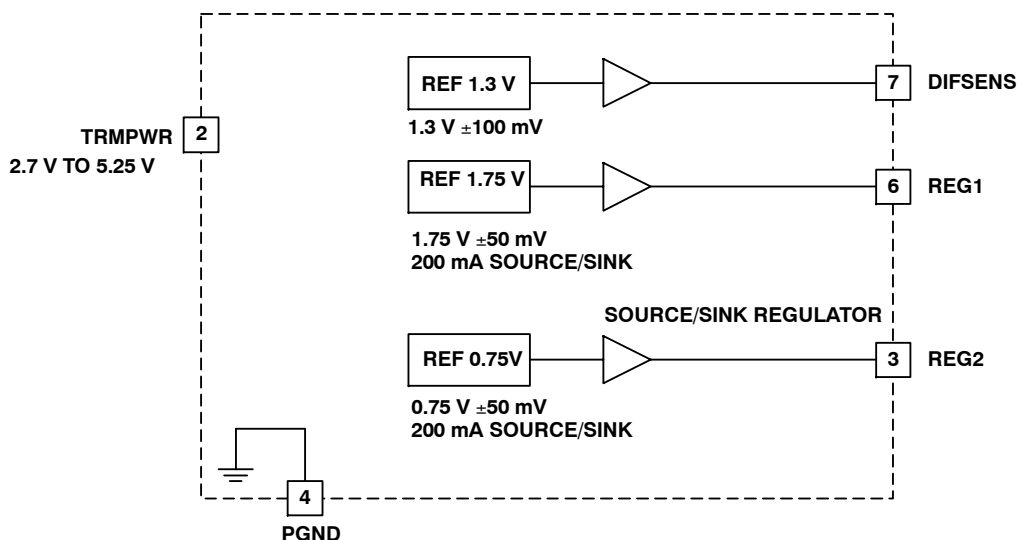 REF 1.3 V
7
DIFSENS
1.3 V ±100 mV
TRMPWR
2
2.7 V TO 5.25 V
REF 1.75 V
6
REG1
1.75 V ±50 mV
200 mA SOURCE/SINK
SOURCE/SINK REGULATOR
REF 0.75V
3
REG2
0.75 V ±50 mV
200 mA SOURCE/SINK
4
PGND